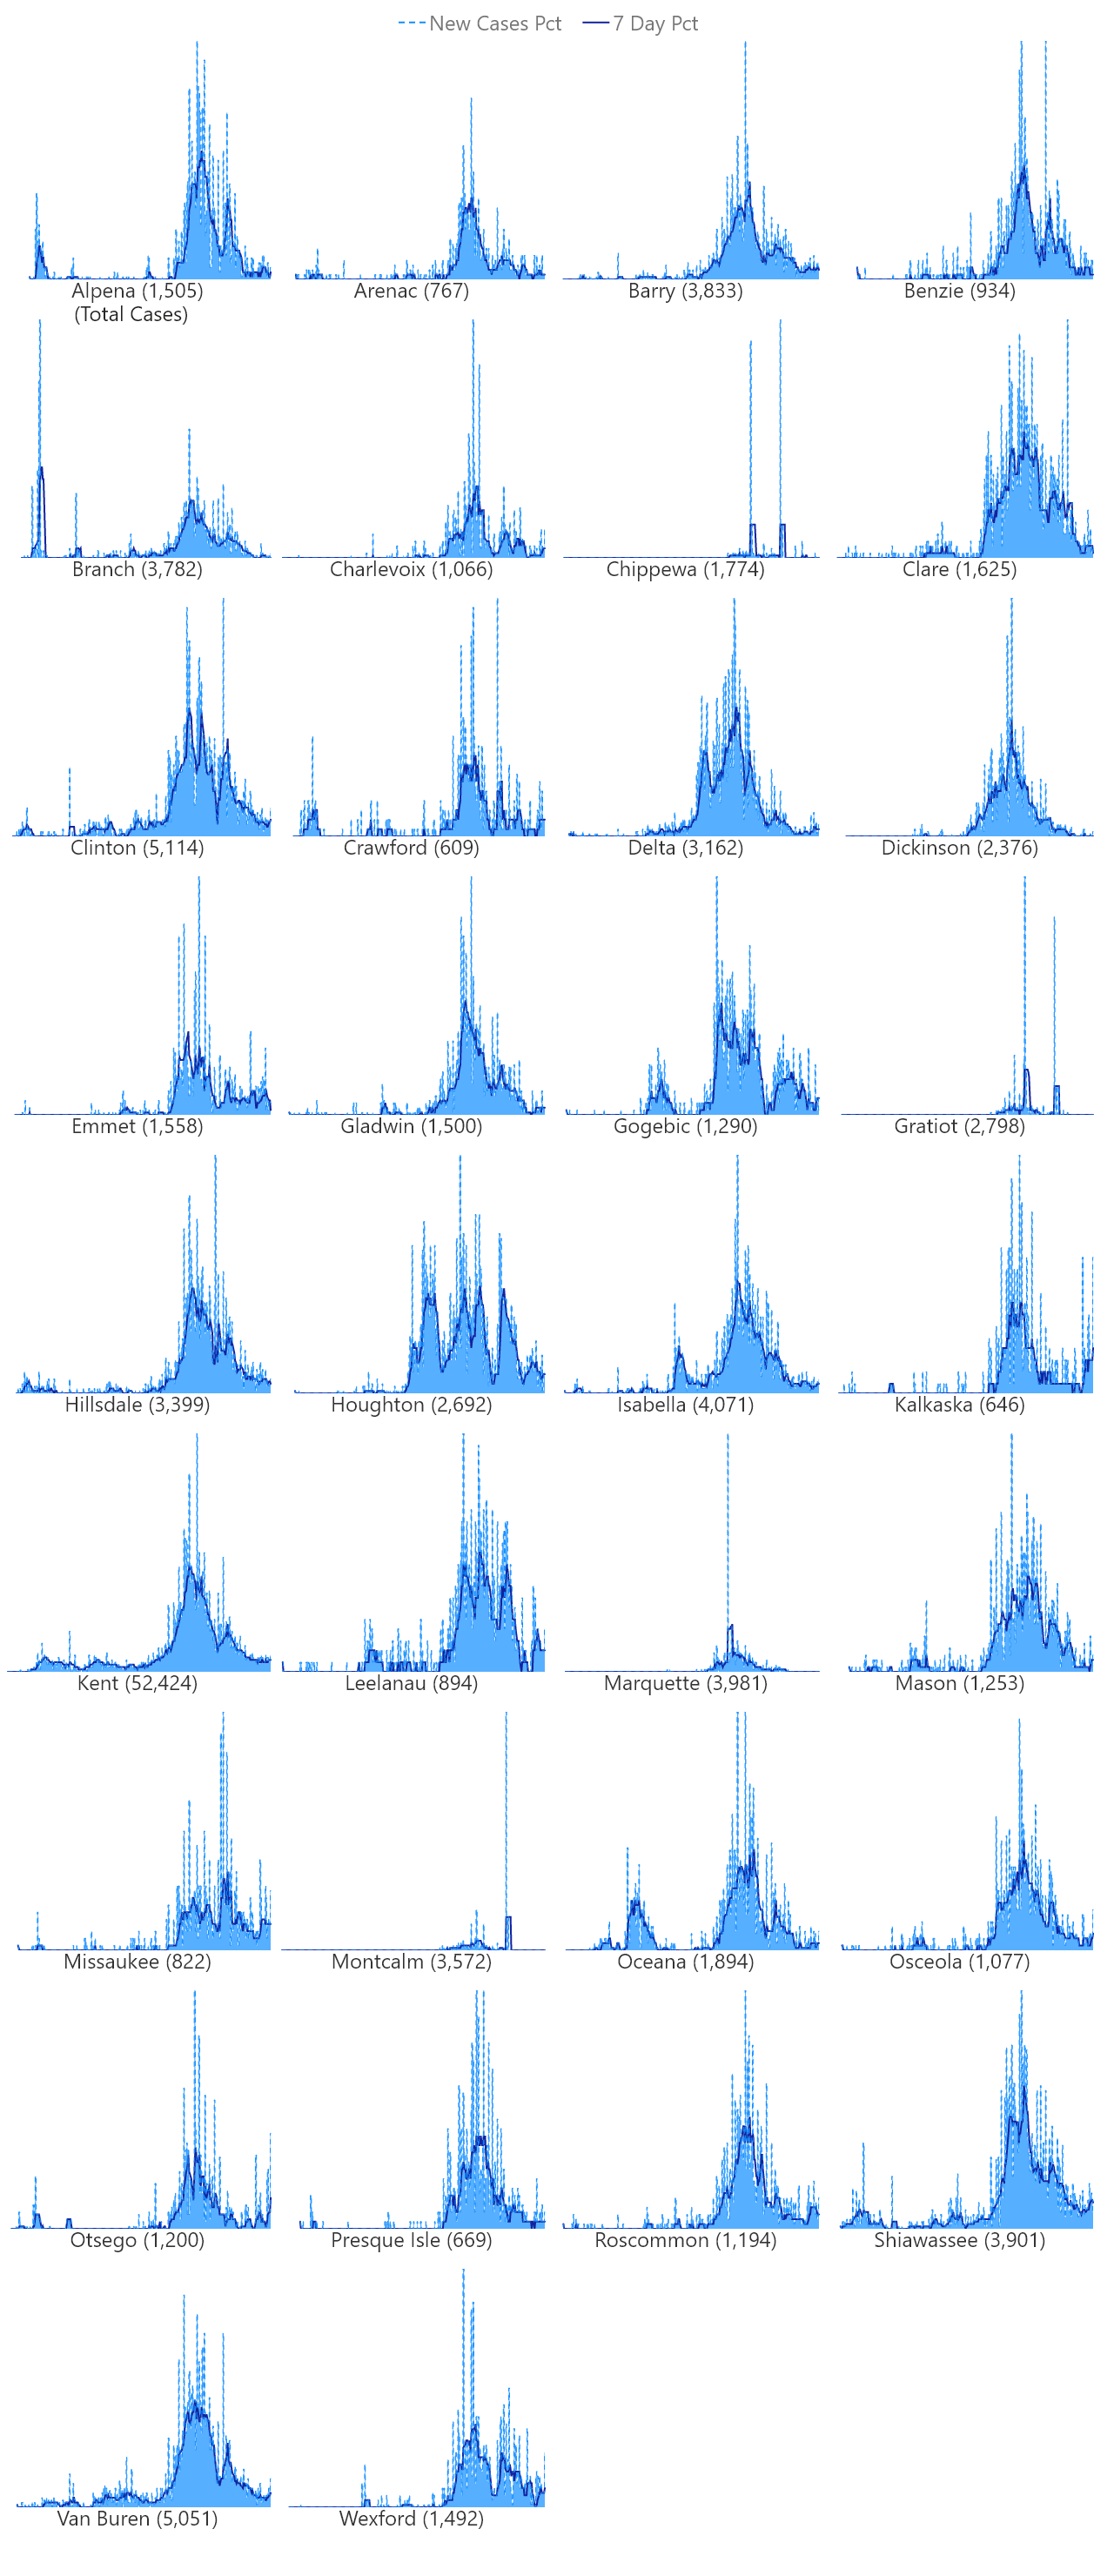 New Cases Pct 7 Day Pct
Alpena (1,505) Arenac (767) Barry (3,833) Benzie (934)
(Total Cases)
Branch (3,782) Charlevoix (1,066) Chippewa (1,774) Clare (1,625)
Clinton (5,114) Crawford (609) Delta (3,162) Dickinson (2,376)
Emmet (1,558) Gladwin (1,500) Gogebic (1,290) Gratiot (2,798)
Hillsdale (3,399) Houghton (2,692) Isabella (4,071) Kalkaska (646)
Kent (52,424) Leelanau (894) Marquette (3,981) Mason (1,253)
Missaukee (822) Montcalm (3,572) Oceana (1,894) Osceola (1,077)
Otsego (1,200) Presque Isle (669) Roscommon (1,194) Shiawassee (3,901)
Van Buren (5,051) Wexford (1,492)